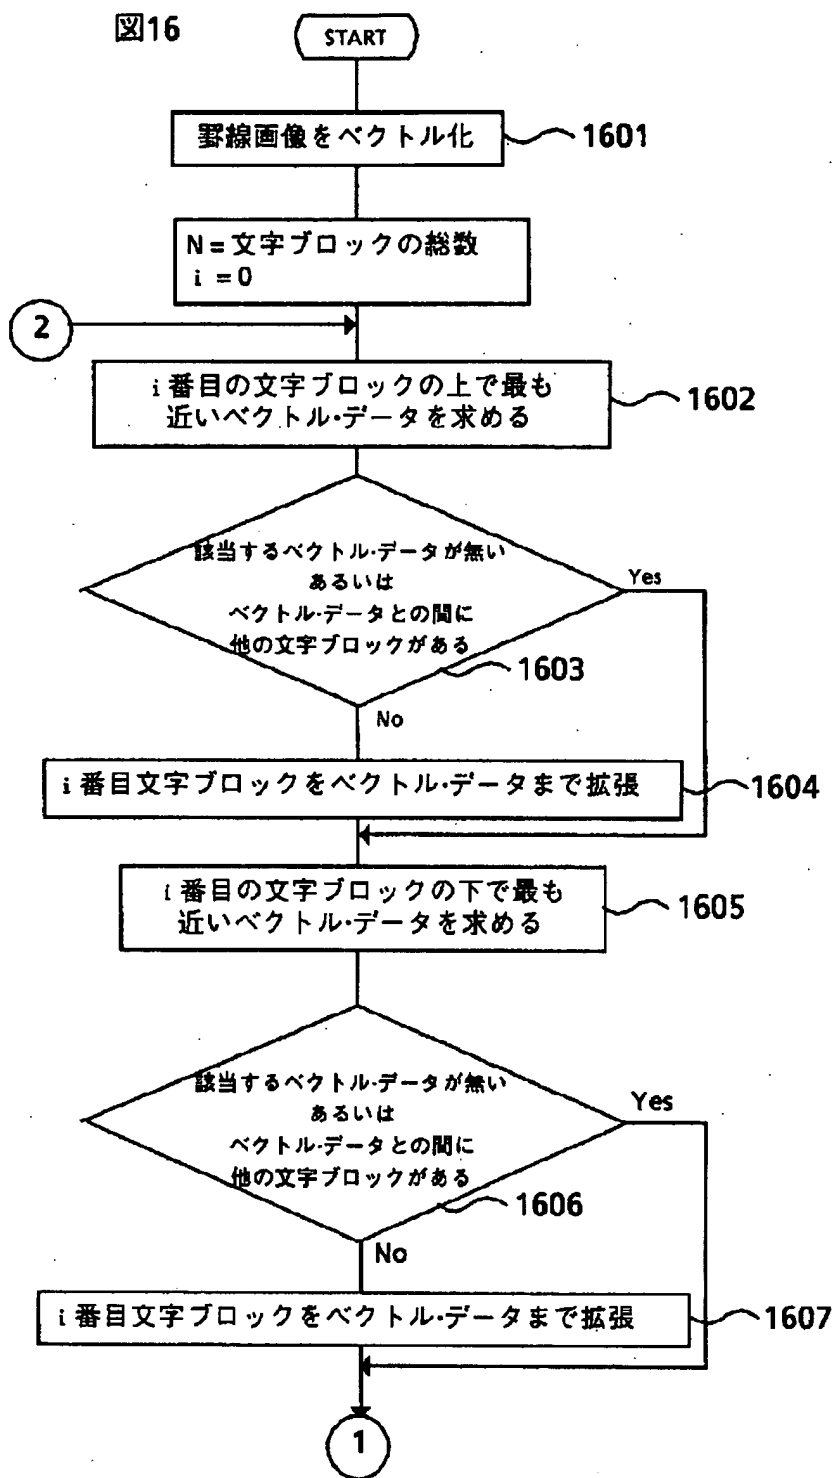 図16
START
罫線画像をベクトル化
1601
N=文字ブロックの総数
i=0
2
i番目の文字ブロックの上で最も
近いベクトル・データを求める
1602
該当するベクトル・データが無い
あるいは
ベクトル・データとの間に
他の文字ブロックがある
Yes
1603
No
i番目文字ブロックをベクトル・データまで拡張
1604
i番目の文字ブロックの下で最も
近いベクトル・データを求める
1605
該当するベクトル・データが無い
あるいは
ベクトル・データとの間に
他の文字ブロックがある
Yes
1606
No
i番目文字ブロックをベクトル・データまで拡張
1607
1